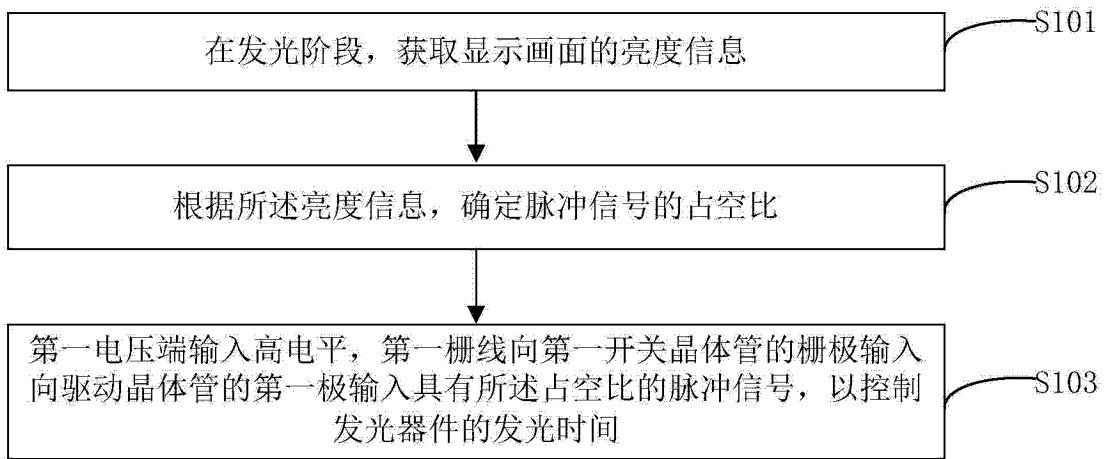 在发光阶段，获取显示画面的亮度信息
S101
根据所述亮度信息，确定脉冲信号的占空比
S102
第一电压端输入高电平，第一栅线向第一开关晶体管的栅极输入
向驱动晶体管的第一极输入具有所述占空比的脉冲信号，以控制
发光器件的发光时间
S103